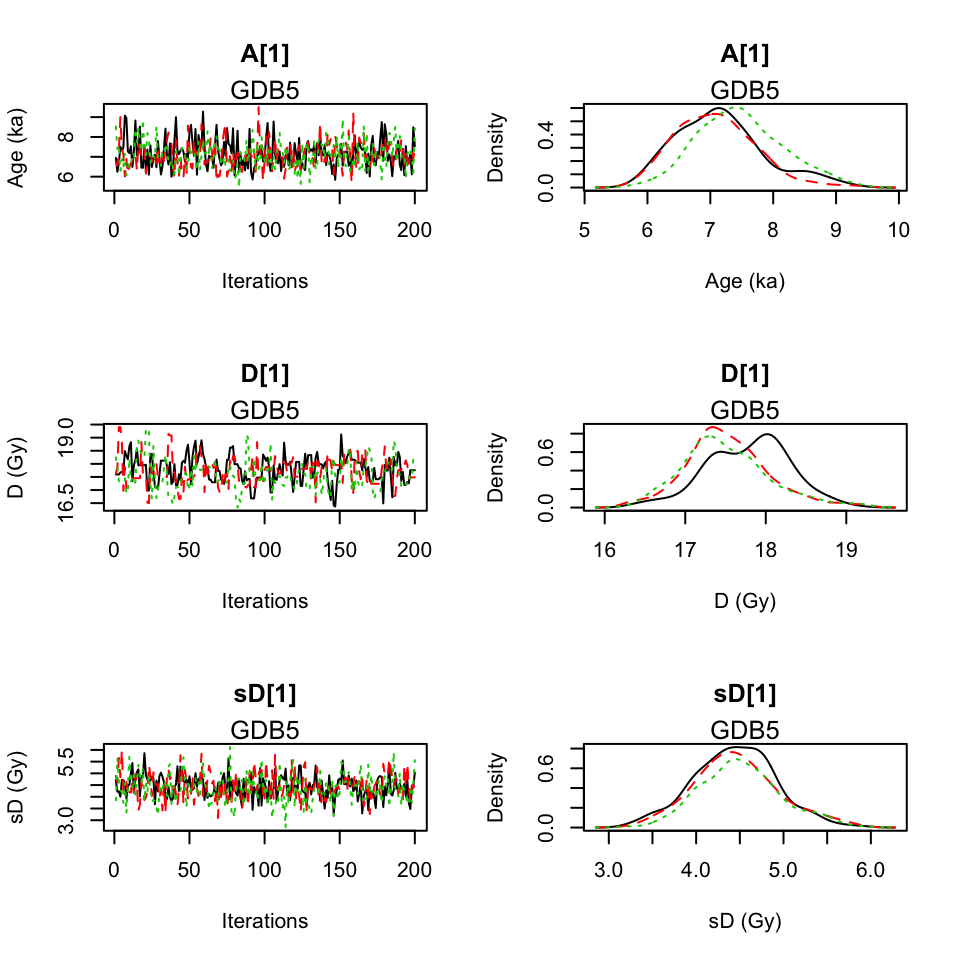 A[1]
GDB5
Age (ka)
6 8
0 50 100 150 200
Iterations
A[1]
GDB5
Density
0.0 0.4
5 6 7 8 9 10
Age (ka)
D[1]
GDB5
D (Gy)
16.5 19.0
0 50 100 150 200
Iterations
D[1]
GDB5
Density
0.0 0.6
16 17 18 19
D (Gy)
sD[1]
GDB5
sD (Gy)
3.0 5.5
0 50 100 150 200
Iterations
sD[1]
GDB5
Density
0.0 0.6
3.0 4.0 5.0 6.0
sD (Gy)